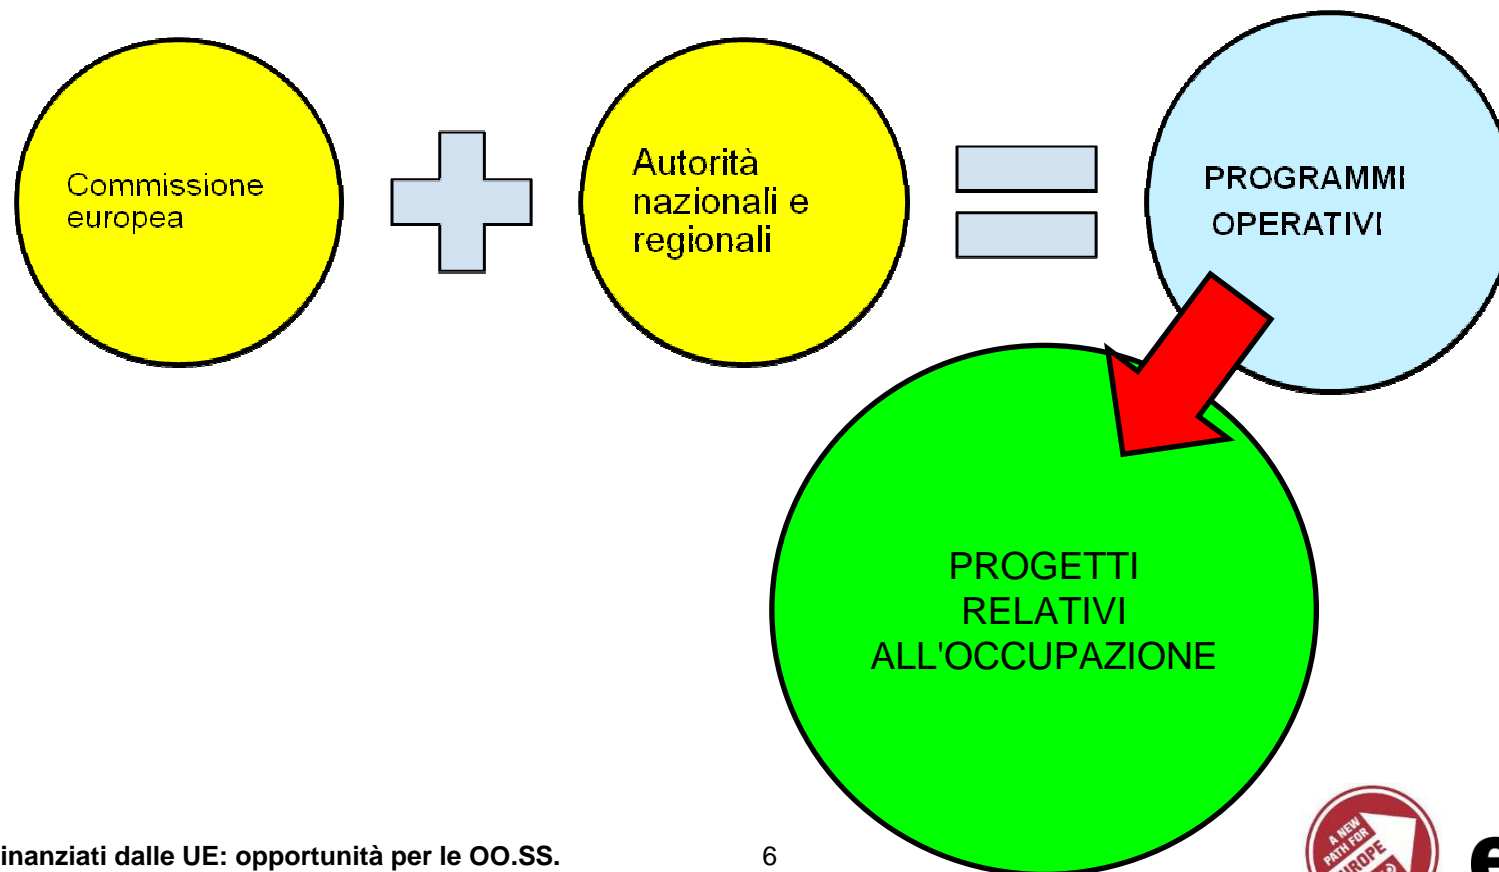 Commissione
europea
Autorità
nazionali e
regionali
PROGRAMMI
OPERATIVI
PROGETTI
RELATIVI
ALL'OCCUPAZIONE
inanziati dalle UE: opportunità per le OO.SS.
6
A NEW
PATH FOR
EUROPE
e